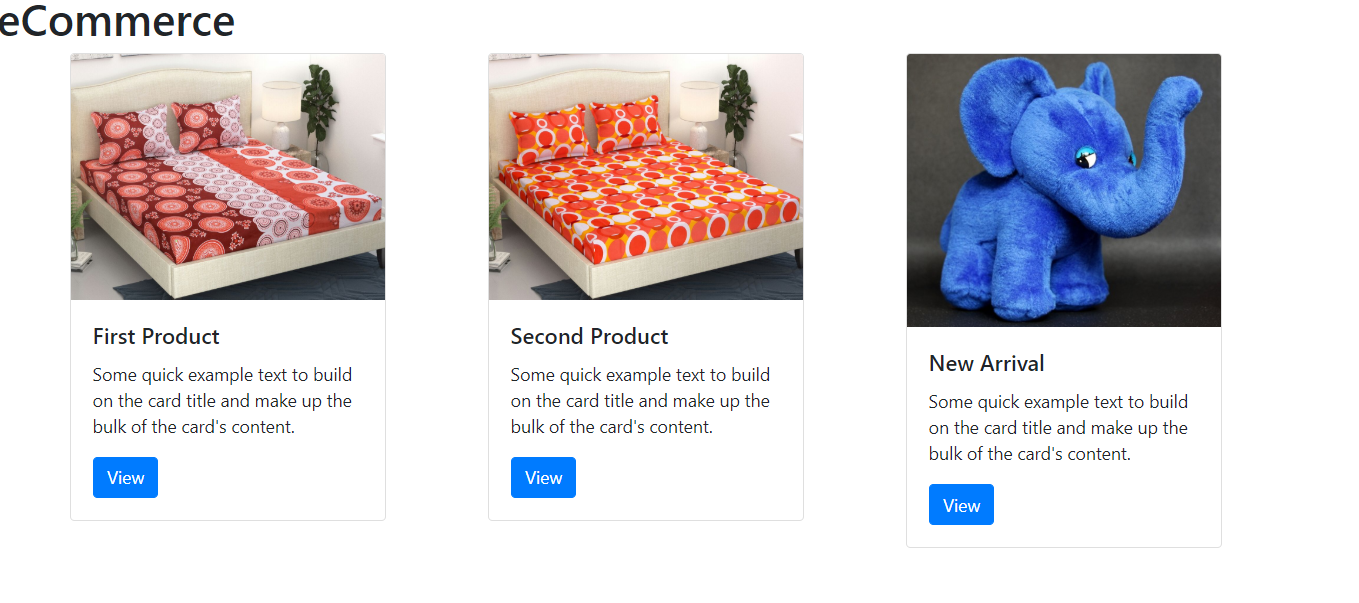 eCommerce
First Product
Some quick example text to build
on the card title and make up the
bulk of the card's content.
View
Second Product
Some quick example text to build
on the card title and make up the
bulk of the card's content.
View
New Arrival
Some quick example text to build
on the card title and make up the
bulk of the card's content.
View